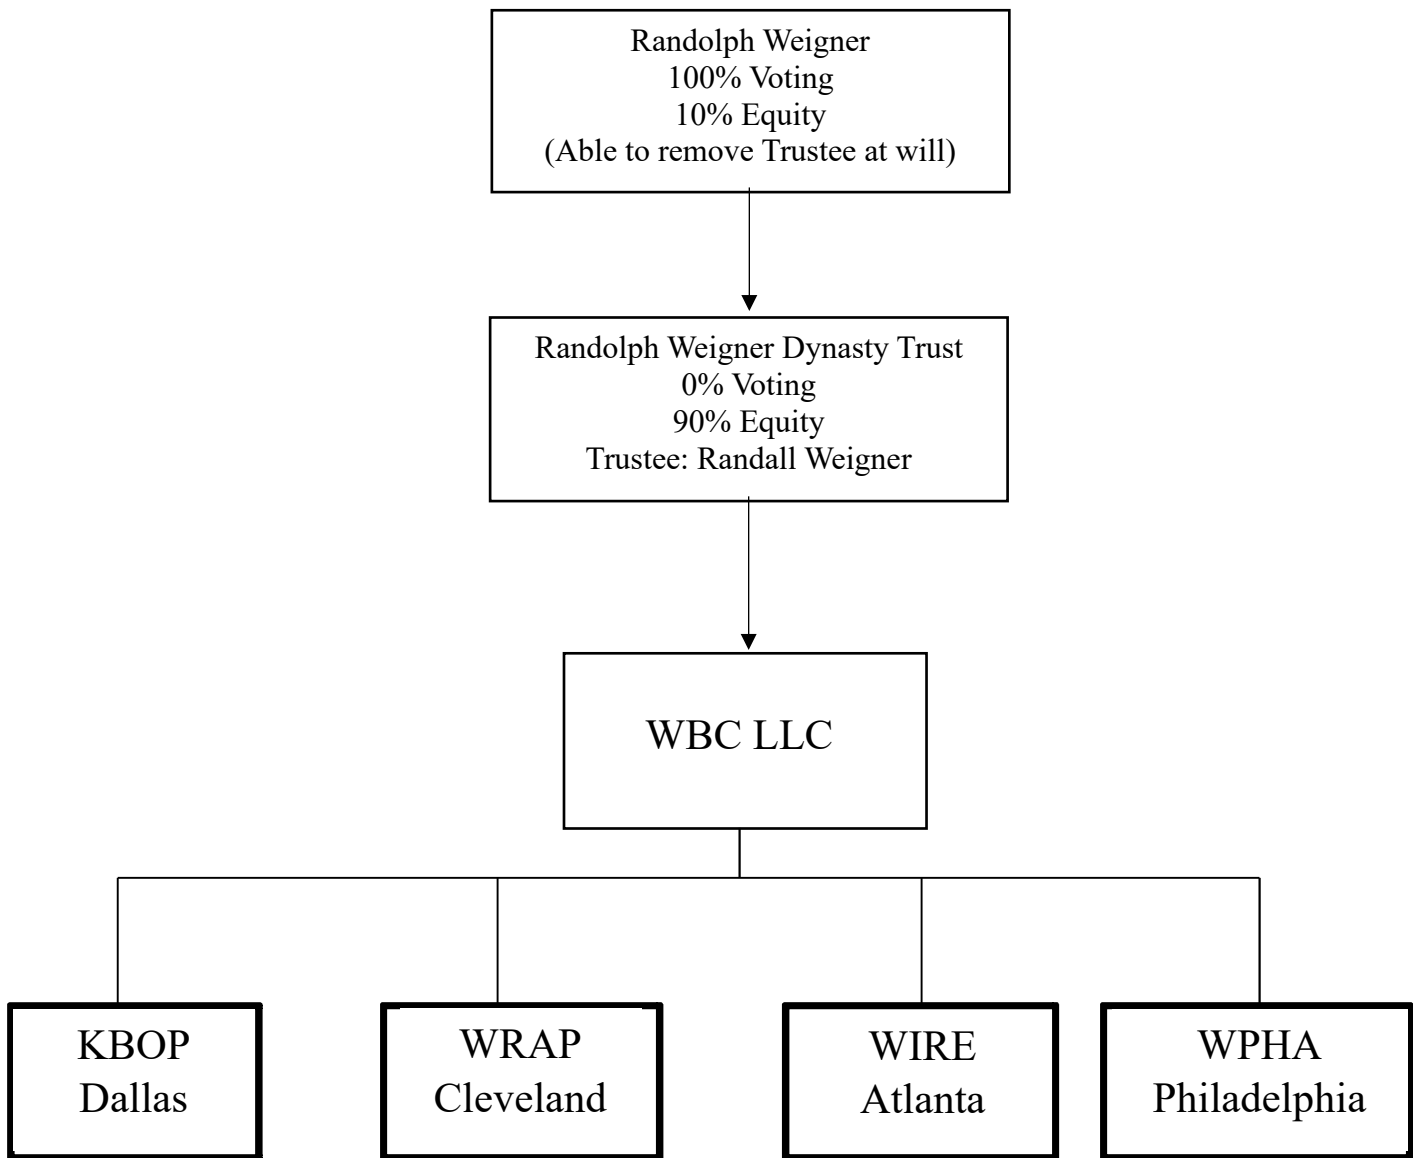 Randolph Weigner
100% Voting
10% Equity
(Able to remove Trustee at will)
Randolph Weigner Dynasty Trust
0% Voting
90% Equity
Trustee: Randall Weigner
WBC LLC
KBOP
Dallas
WRAP
Cleveland
WIRE
Atlanta
WPHA
Philadelphia